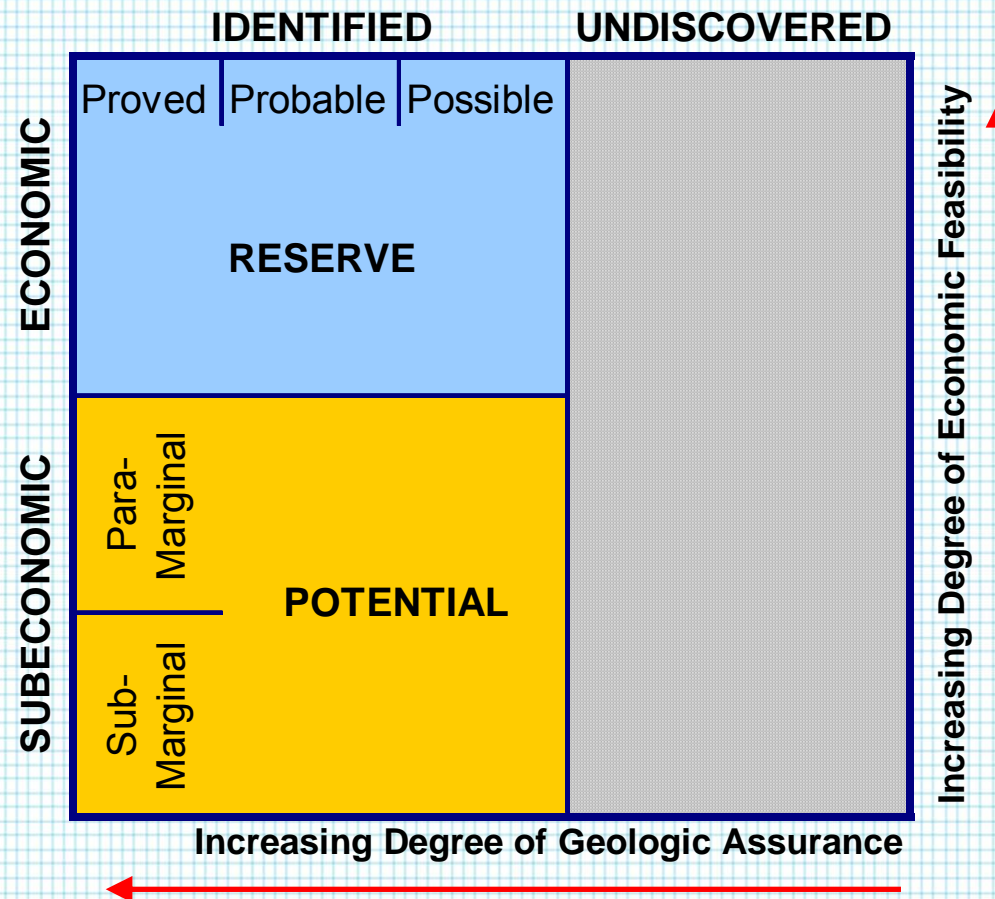 IDENTIFIED
UNDISCOVERED
ECONOMIC
Proved
Probable
Possible
RESERVE
SUBECONOMIC
Para-
Marginal
POTENTIAL
Sub-
Marginal
Increasing Degree of Economic Feasibility
Increasing Degree of Geologic Assurance